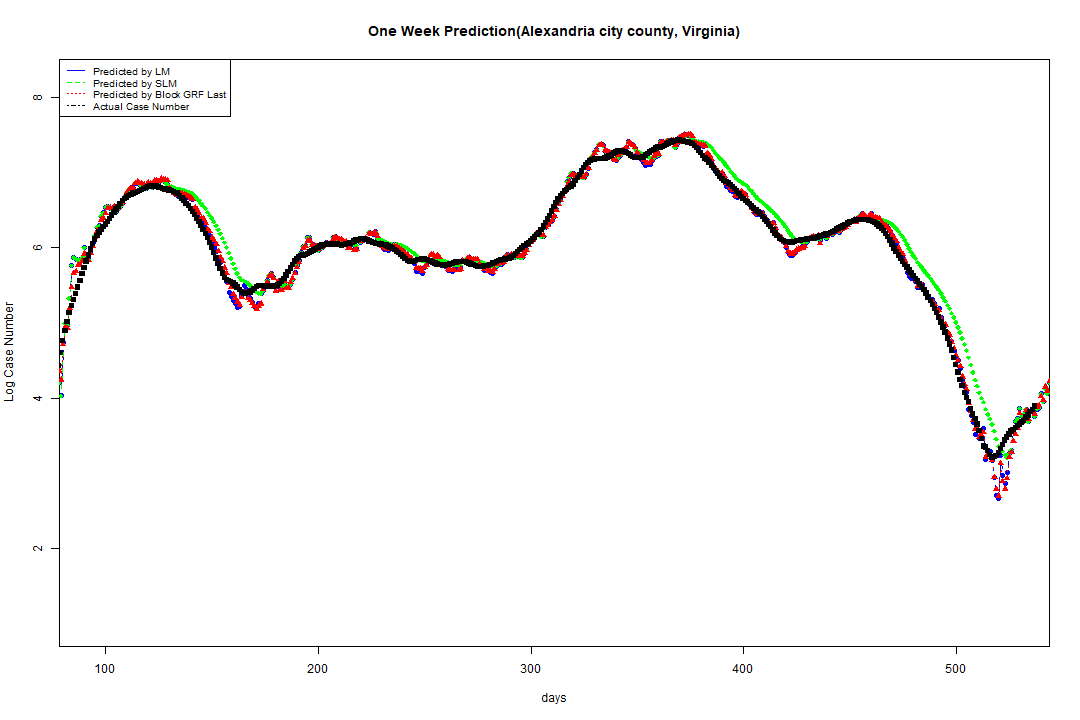 One Week Prediction(Alexandria city county, Virginia)
Predicted by LM
Predicted by SLM
Predicted by Block GRF Last
Actual Case Number
8
6
4
2
Log Case Number
100 200 300 400 500
days